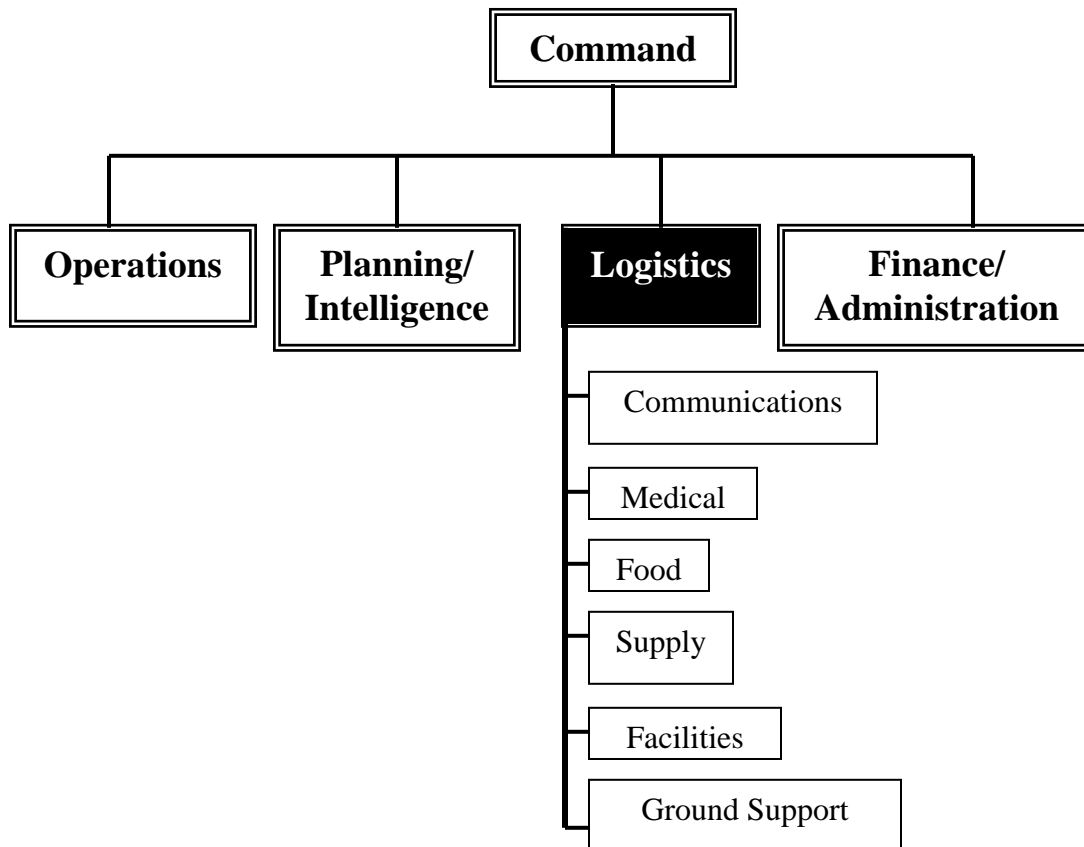 Command
Operations
Planning/
Intelligence
Logistics
Finance/
Administration
Communications
Medical
Food
Supply
Facilities
Ground Support